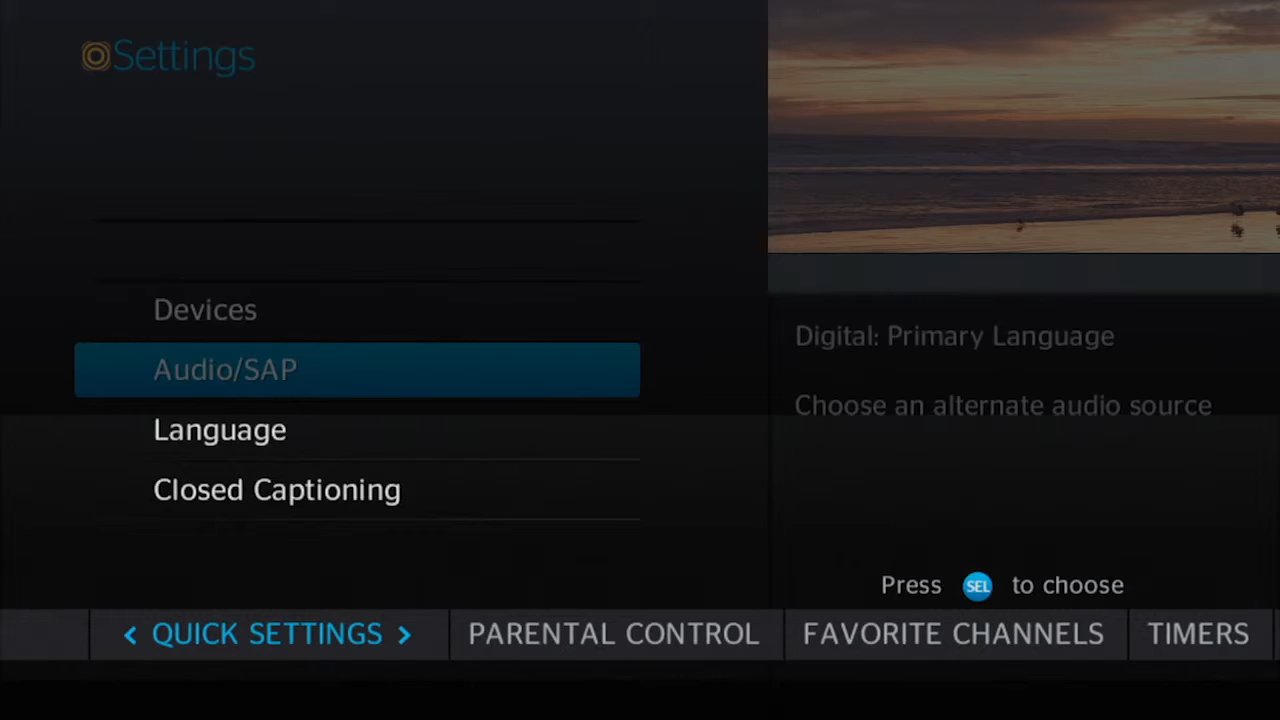 Settings
Devices
Audio/SAP
Language
Closed Captioning
Digital: Primary Language
Choose an alternate audio source
Press SEL to choose
< QUICK SETTINGS > PARENTAL CONTROL FAVORITE CHANNELS TIMERS